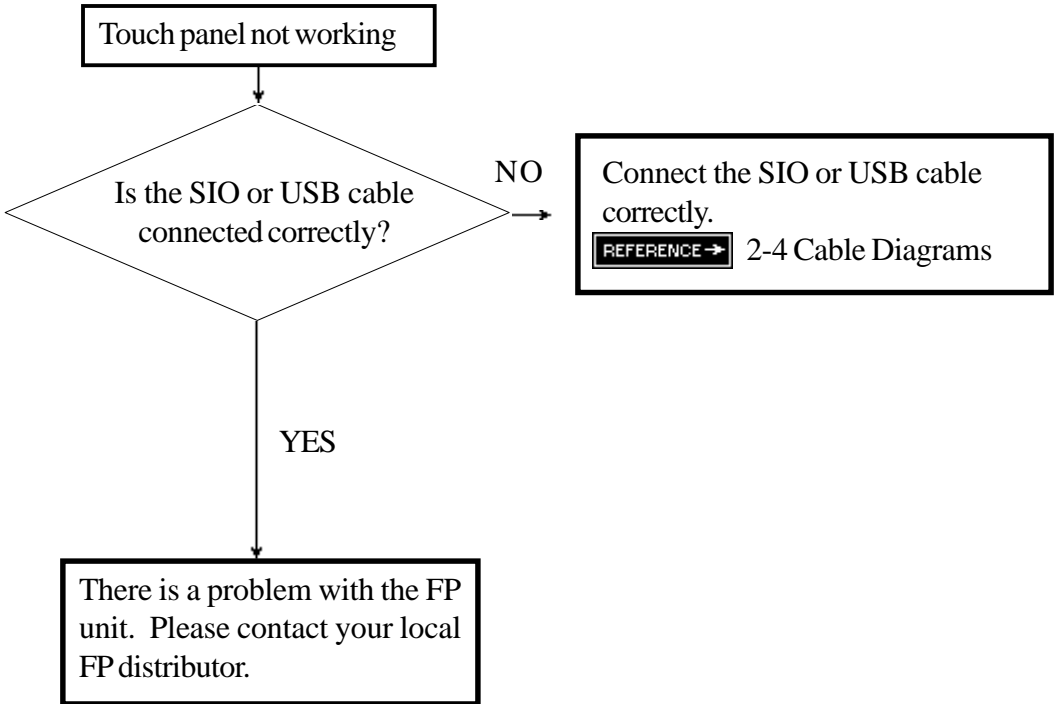 Touch panel not working
Is the SIO or USB cable
connected correctly?
NO
Connect the SIO or USB cable
correctly.
REFERENCE→ 2-4 Cable Diagrams
YES
There is a problem with the FP
unit. Please contact your local
FP distributor.